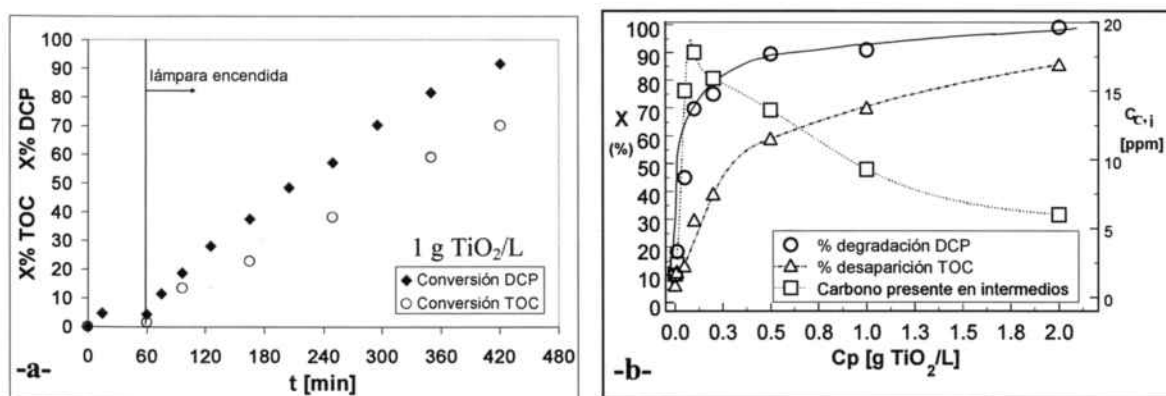 100
90
80
70
60
50
40
30
20
10
0
X% TOC X% DCP
lámpara encendida
1 g TiO₂/L
Conversión DCP
Conversión TOC
0 60 120 180 240 300 360 420 480
t [min]
-a-
100
90
80
70
60
50
40
30
20
10
0
X
(%)
20
15
10
5
0
C_C,i
[ppm]
% degradación DCP
% desaparición TOC
Carbono presente en intermedios
0.0 0.3 0.5 0.8 1.0 1.3 1.5 1.8 2.0
Cp [g TiO₂/L]
-b-